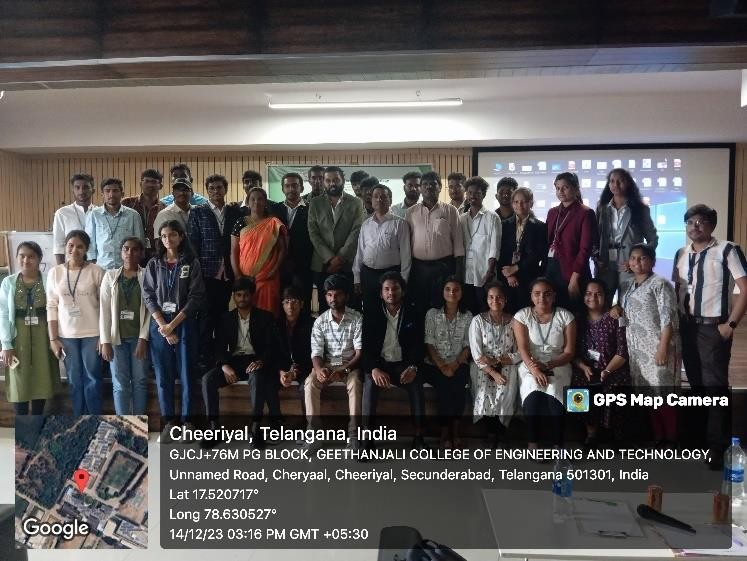 GPS Map Camera
Cheeriyal, Telangana, India
GJCJ+76M PG BLOCK, GEETHANJALI COLLEGE OF ENGINEERING AND TECHNOLOGY,
Unnamed Road, Cheryaal, Cheeriyal, Secunderabad, Telangana 501301, India
Lat 17.520717°
Long 78.630527°
14/12/23 03:16 PM GMT +05:30
Google